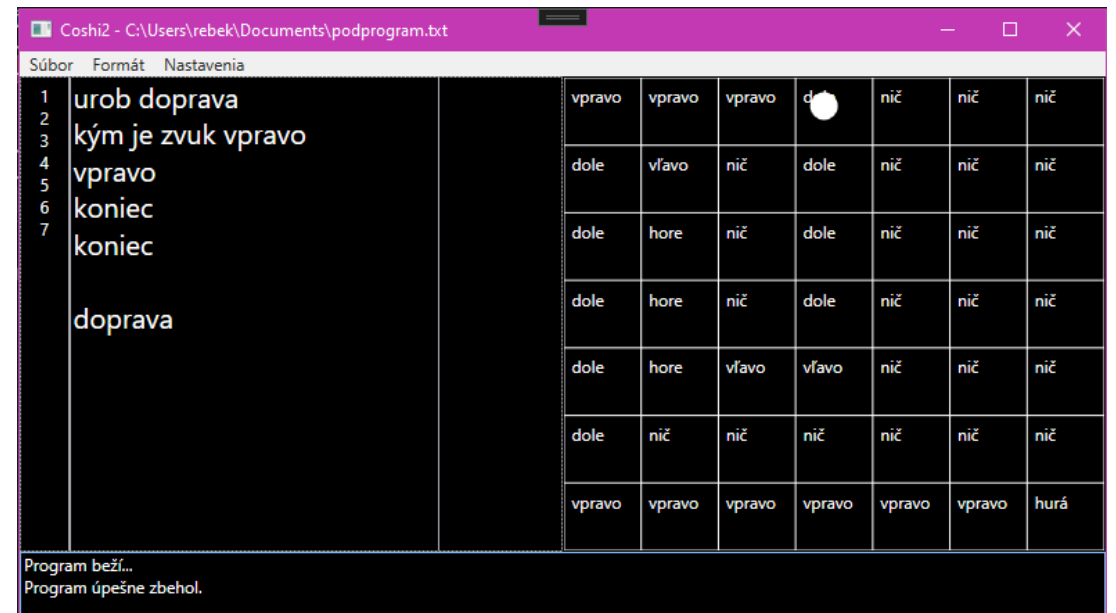 Coshi2 - C:\Users\rebek\Documents\podprogram.txt
Súbor Formát Nastavenia
1
2
3
4
5
6
7
urob doprava
kým je zvuk vpravo
vpravo
koniec
koniec
doprava
vpravo vpravo vpravo nič nič nič
dole vľavo nič dole nič nič nič
dole hore nič dole nič nič nič
dole hore nič dole nič nič nič
dole hore vľavo vľavo nič nič nič
dole nič nič nič nič nič nič
vpravo vpravo vpravo vpravo vpravo vpravo hurá
Program beží...
Program úpešne zbehol.